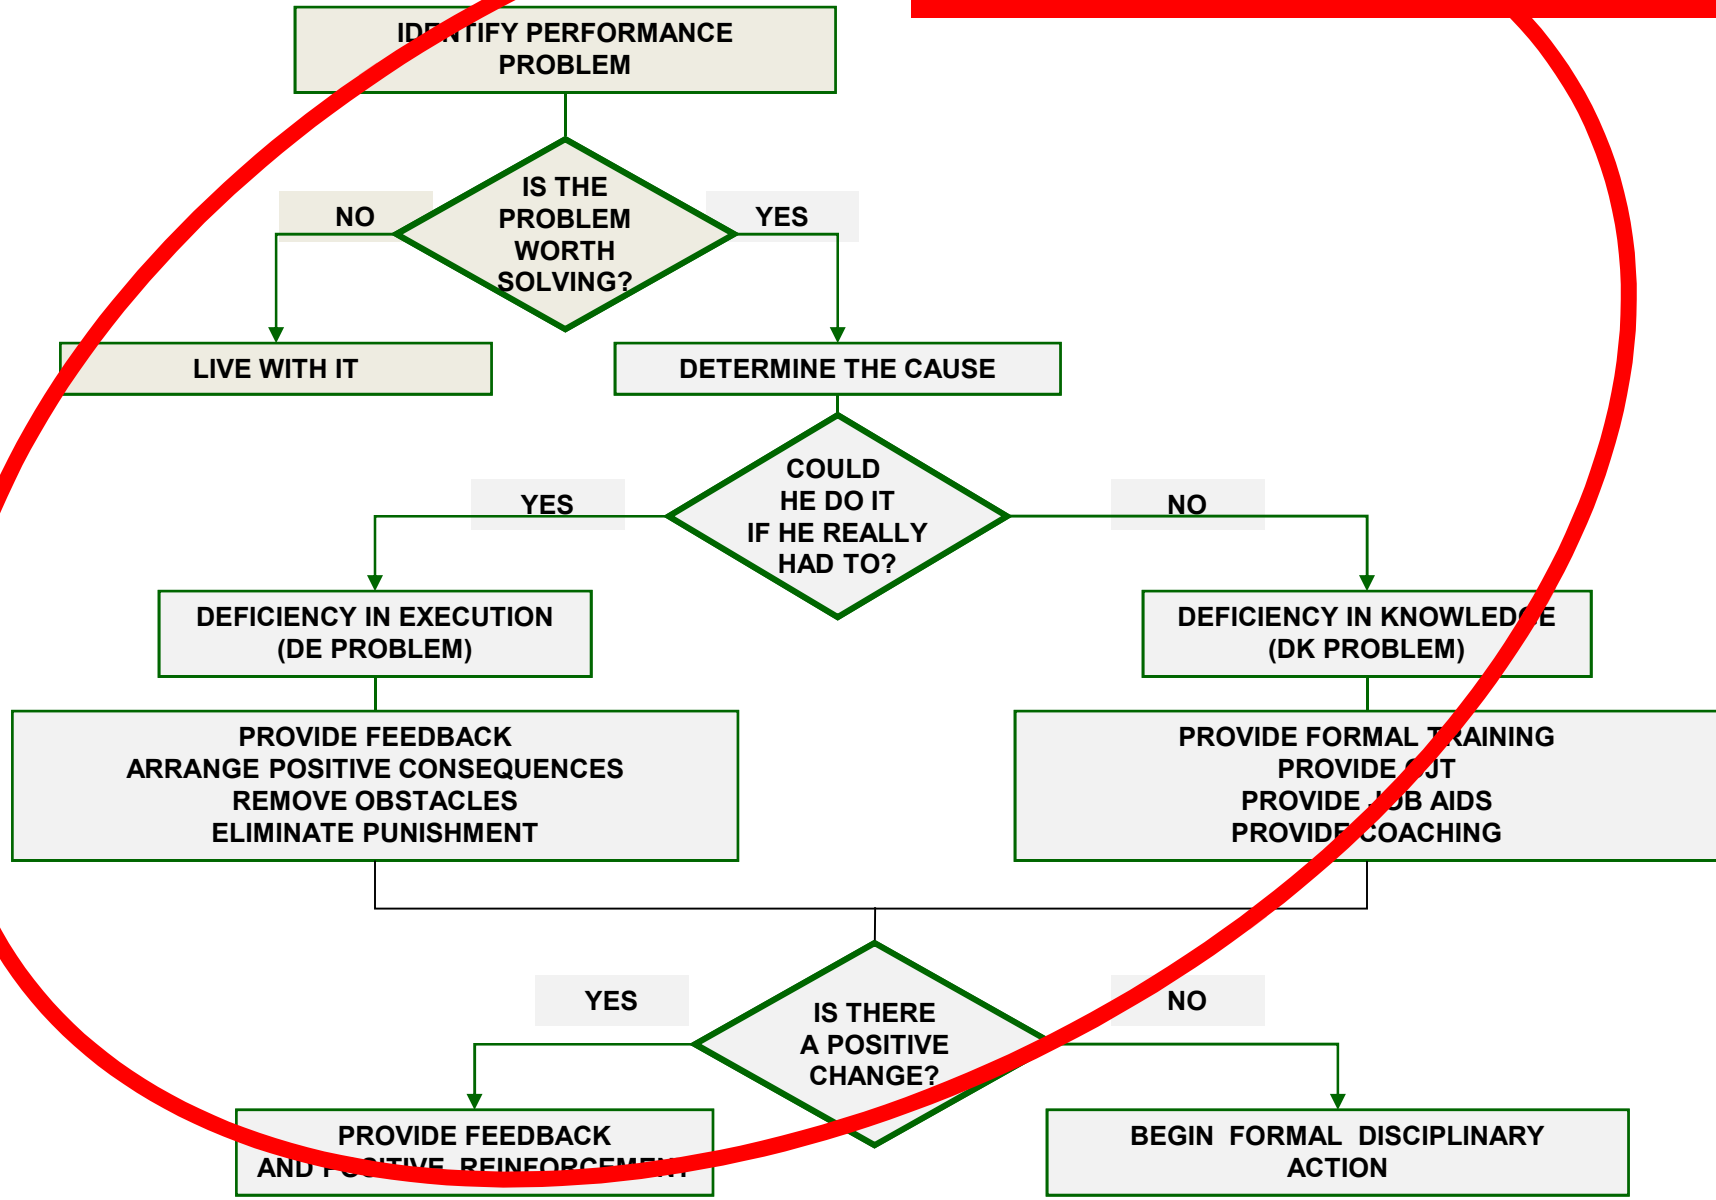 IDENTIFY PERFORMANCE
PROBLEM
IS THE
PROBLEM
WORTH
SOLVING?
NO
YES
LIVE WITH IT
DETERMINE THE CAUSE
COULD
HE DO IT
IF HE REALLY
HAD TO?
YES
NO
DEFICIENCY IN EXECUTION
(DE PROBLEM)
DEFICIENCY IN KNOWLEDGE
(DK PROBLEM)
PROVIDE FEEDBACK
ARRANGE POSITIVE CONSEQUENCES
REMOVE OBSTACLES
ELIMINATE PUNISHMENT
PROVIDE FORMAL TRAINING
PROVIDE OJT
PROVIDE JOB AIDS
PROVIDE COACHING
YES
NO
IS THERE
A POSITIVE
CHANGE?
PROVIDE FEEDBACK
AND POSITIVE REINFORCEMENT
BEGIN FORMAL DISCIPLINARY
ACTION